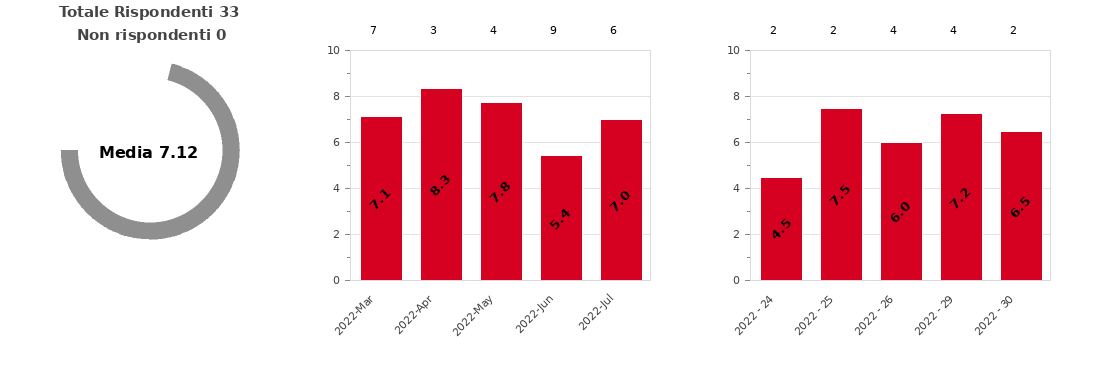 Totale Rispondenti 33
Non rispondenti 0
Media 7.12
7 3 4 9 6
10
8
6
4
2
0
7.1 8.3 7.8 5.4 7.0
2022-Mar 2022-Apr 2022-May 2022-Jun 2022-Jul
2 2 4 4 2
10
8
6
4
2
0
4.5 7.5 6.0 7.2 6.5
2022 - 24 2022 - 25 2022 - 26 2022 - 29 2022 - 30